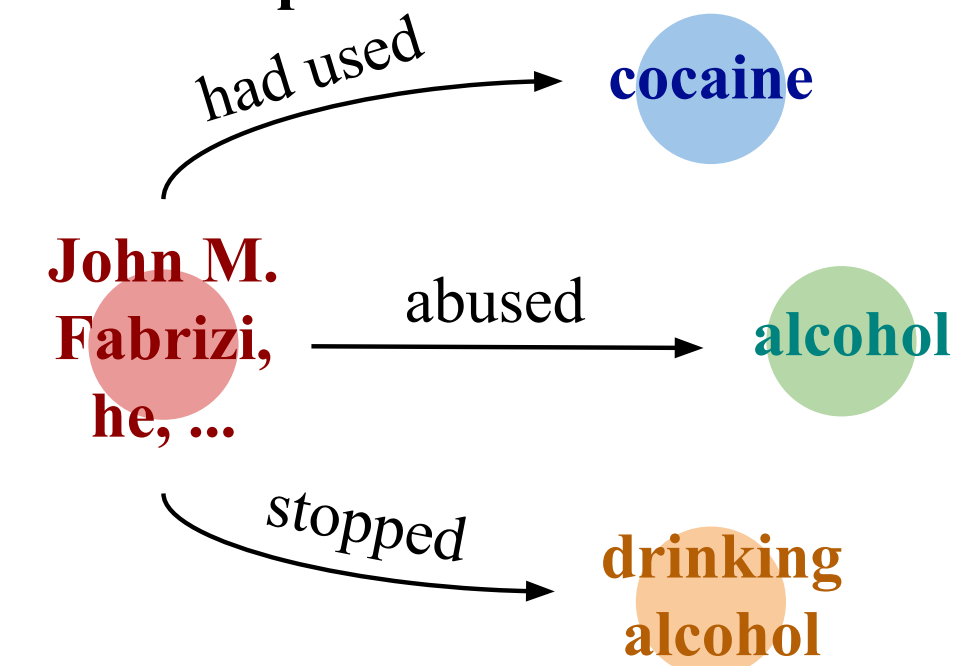 had used
cocaine
John M.
Fabrizi,
he, ...
abused
alcohol
stopped
drinking
alcohol